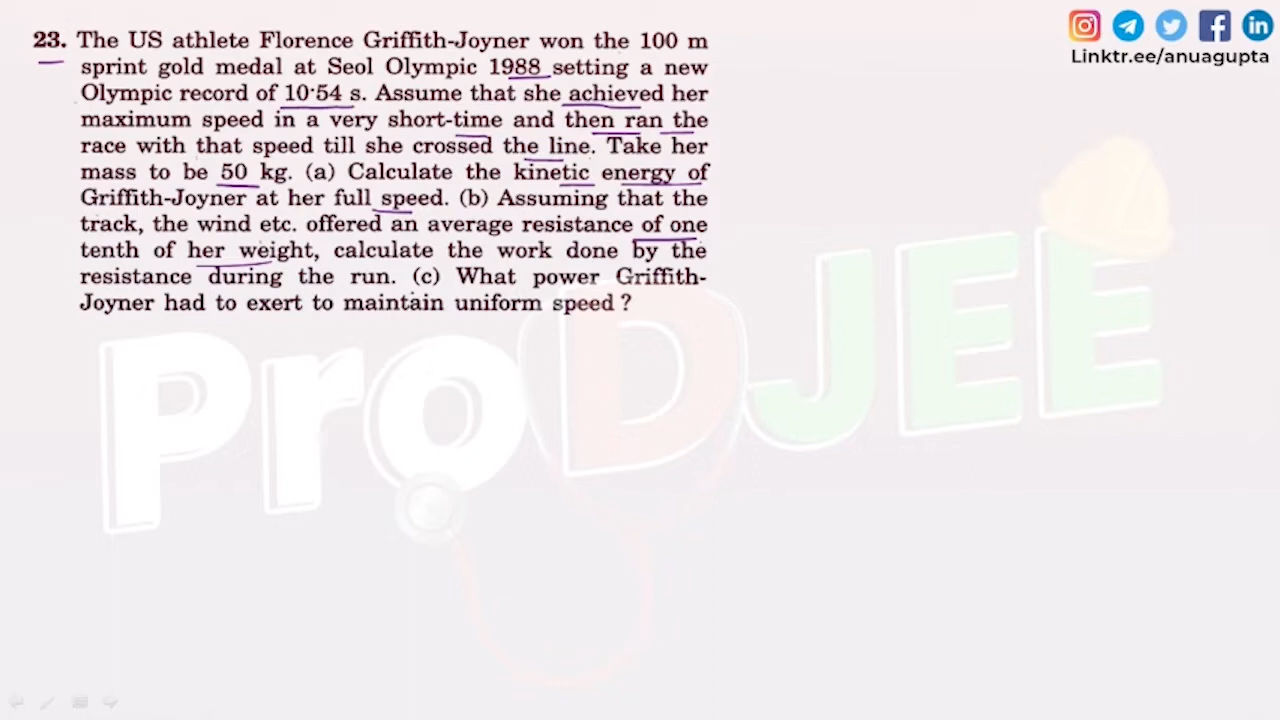 23. The US athlete Florence Griffith-Joyner won the 100 m
sprint gold medal at Seol Olympic 1988 setting a new
Olympic record of 10·54 s. Assume that she achieved her
maximum speed in a very short-time and then ran the
race with that speed till she crossed the line. Take her
mass to be 50 kg. (a) Calculate the kinetic energy of
Griffith-Joyner at her full speed. (b) Assuming that the
track, the wind etc. offered an average resistance of one
tenth of her weight, calculate the work done by the
resistance during the run. (c) What power Griffith-
Joyner had to exert to maintain uniform speed ?
Linktr.ee/anuagupta
ProDJEE